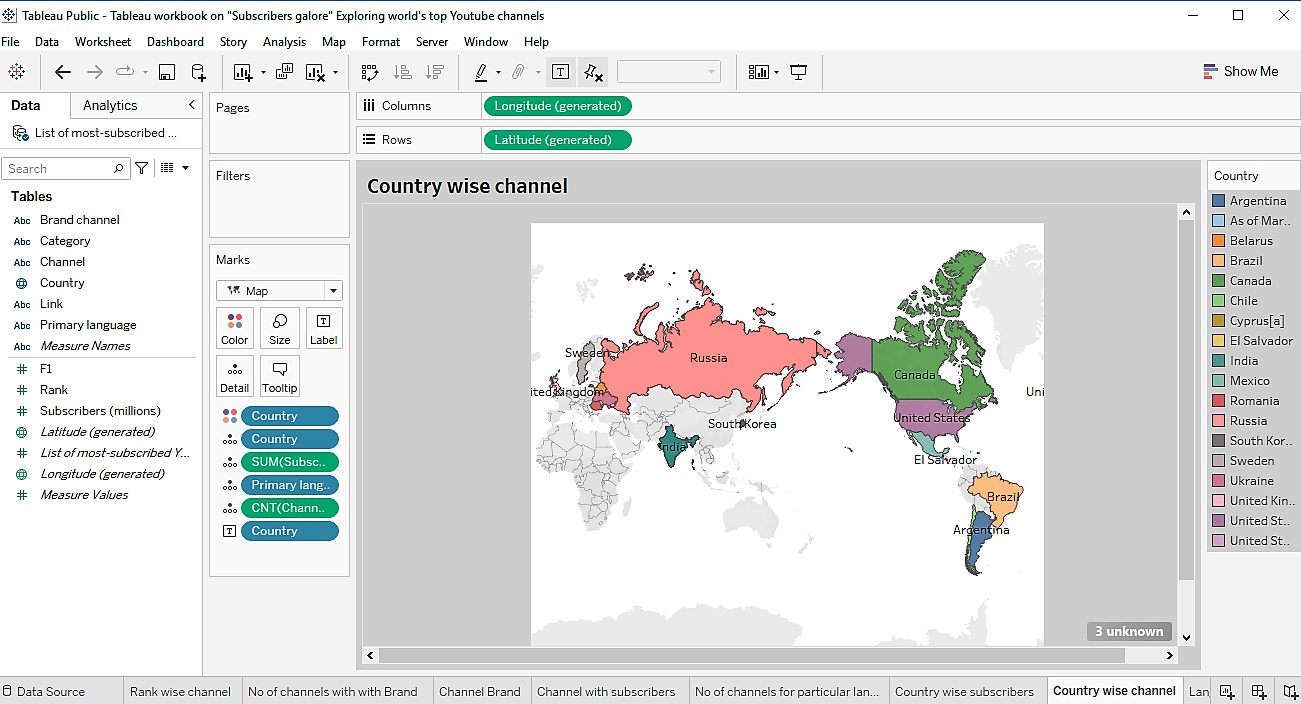 Tableau Public - Tableau workbook on "Subscribers galore" Exploring world's top Youtube channels
File Data Worksheet Dashboard Story Analysis Map Format Server Window Help
Show Me
Data Analytics
List of most-subscribed ...
Search
Tables
Abc Brand channel
Abc Category
Abc Channel
Country
Abc Link
Abc Primary language
Abc Measure Names
F1
Rank
Subscribers (millions)
Latitude (generated)
List of most-subscribed Y...
Longitude (generated)
Measure Values
Pages
Filters
Marks
Map
Color Size Label
Detail Tooltip
Country
Country
SUM(Subsc..
Primary lang..
CNT(Chann..
Country
Columns Longitude (generated)
Rows Latitude (generated)
Country wise channel
Sweden
Russia
Canada
ited Kingdom
Uni
South Korea
United States
India
El Salvador
Brazil
Argentina
3 unknown
Country
Argentina
As of Mar..
Belarus
Brazil
Canada
Chile
Cyprus[a]
El Salvador
India
Mexico
Romania
Russia
South Kor..
Sweden
Ukraine
United Kin..
United St..
United St..
Data Source Rank wise channel No of channels with with Brand Channel Brand Channel with subscribers No of channels for particular lan... Country wise subscribers Country wise channel Lan